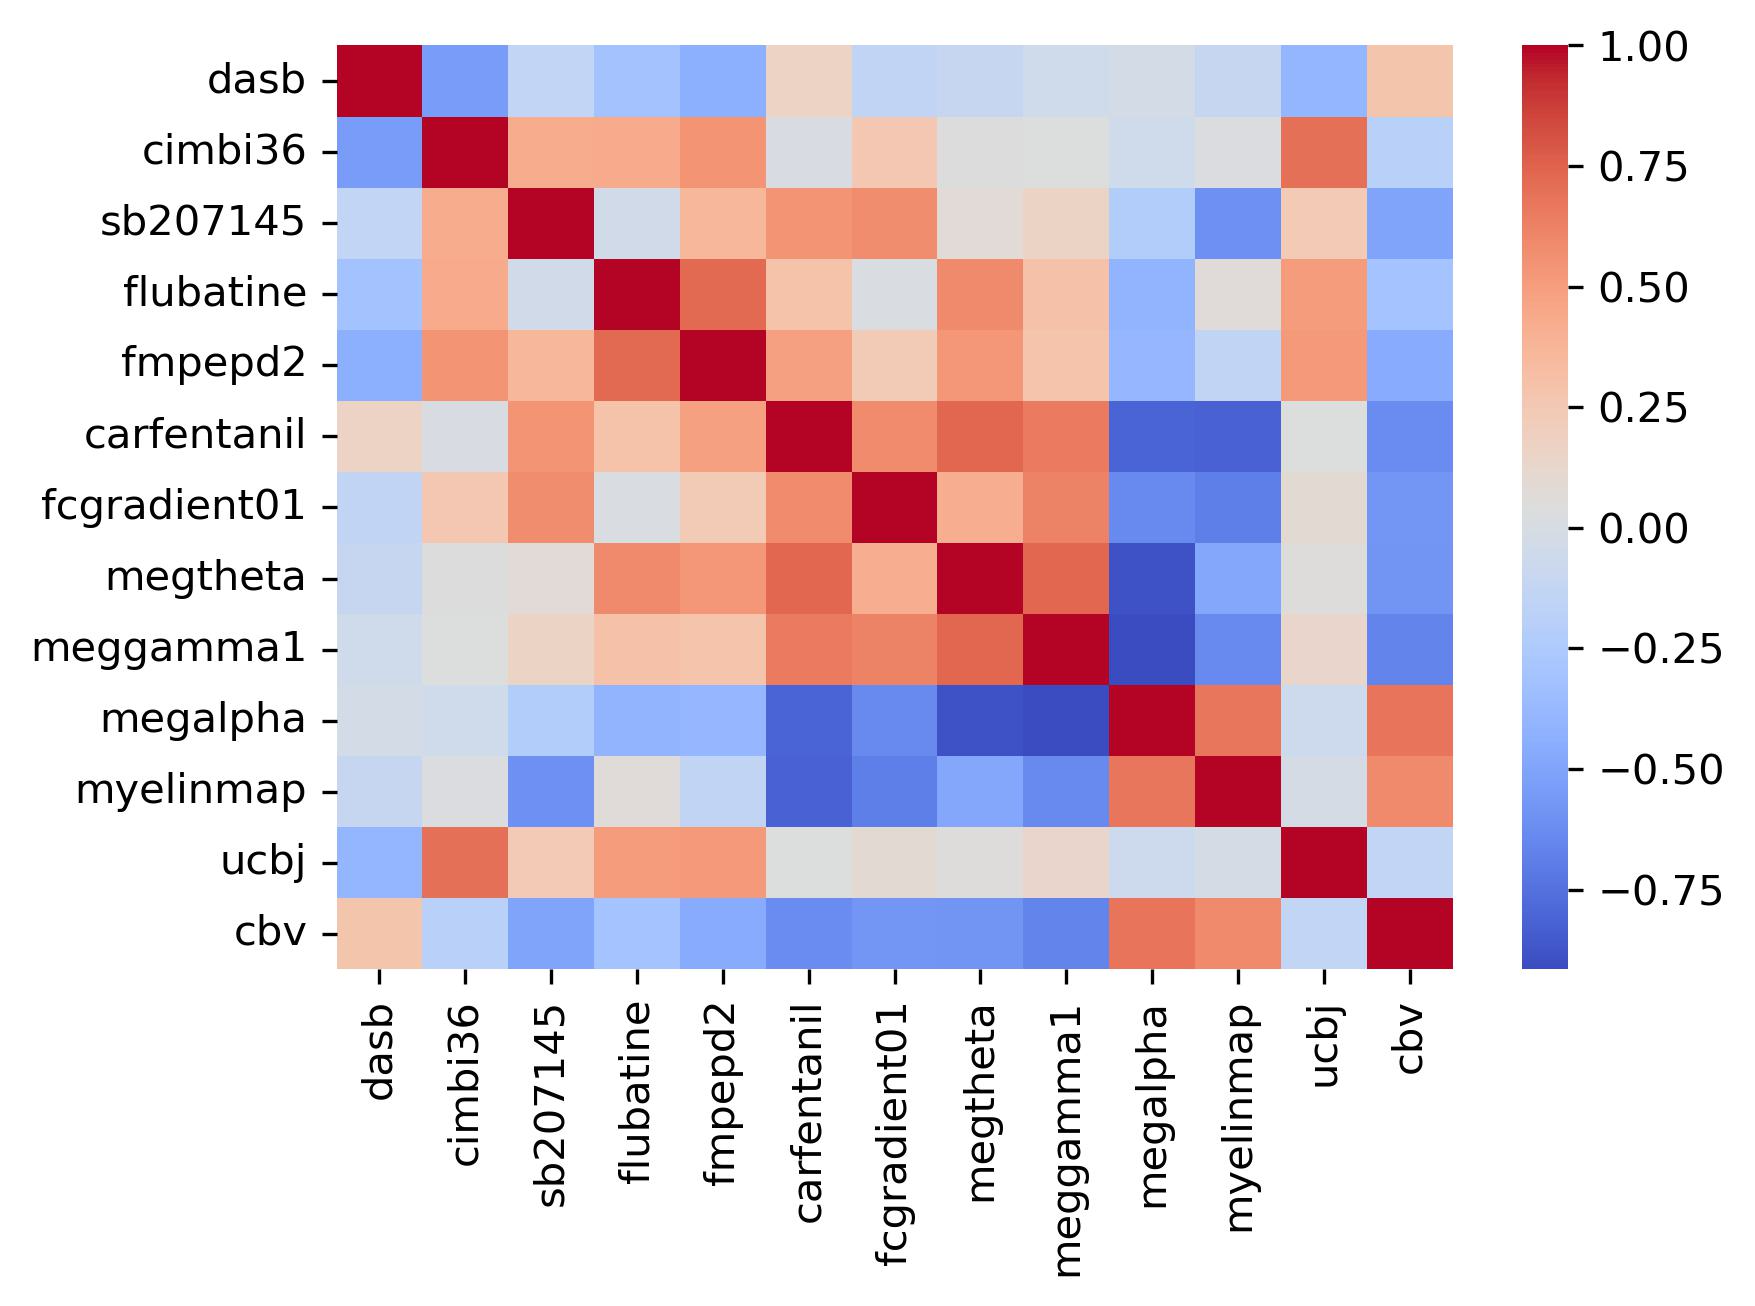 dasb
cimbi36
sb207145
flubatine
fmpepd2
carfentanil
fcgradient01
megtheta
meggamma1
megalpha
myelinmap
ucbj
cbv
dasb
cimbi36
sb207145
flubatine
fmpepd2
carfentanil
fcgradient01
megtheta
meggamma1
megalpha
myelinmap
ucbj
cbv
1.00
0.75
0.50
0.25
0.00
−0.25
−0.50
−0.75